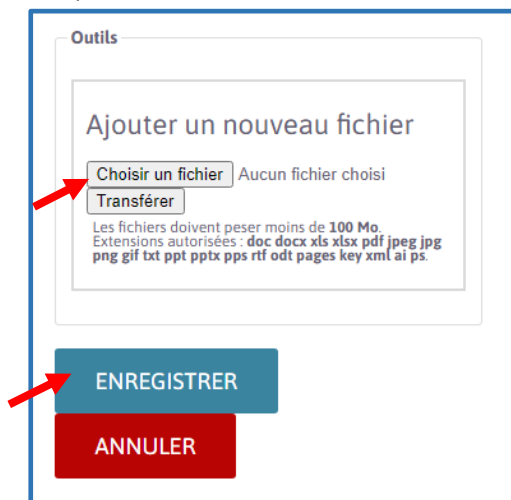 Outils
Ajouter un nouveau fichier
Choisir un fichier Aucun fichier choisi
Transférer
Les fichiers doivent peser moins de 100 Mo.
Extensions autorisées : doc docx xls xlsx pdf jpeg jpg
png gif txt ppt pptx pps rtf odt pages key xml ai ps.
ENREGISTRER
ANNULER